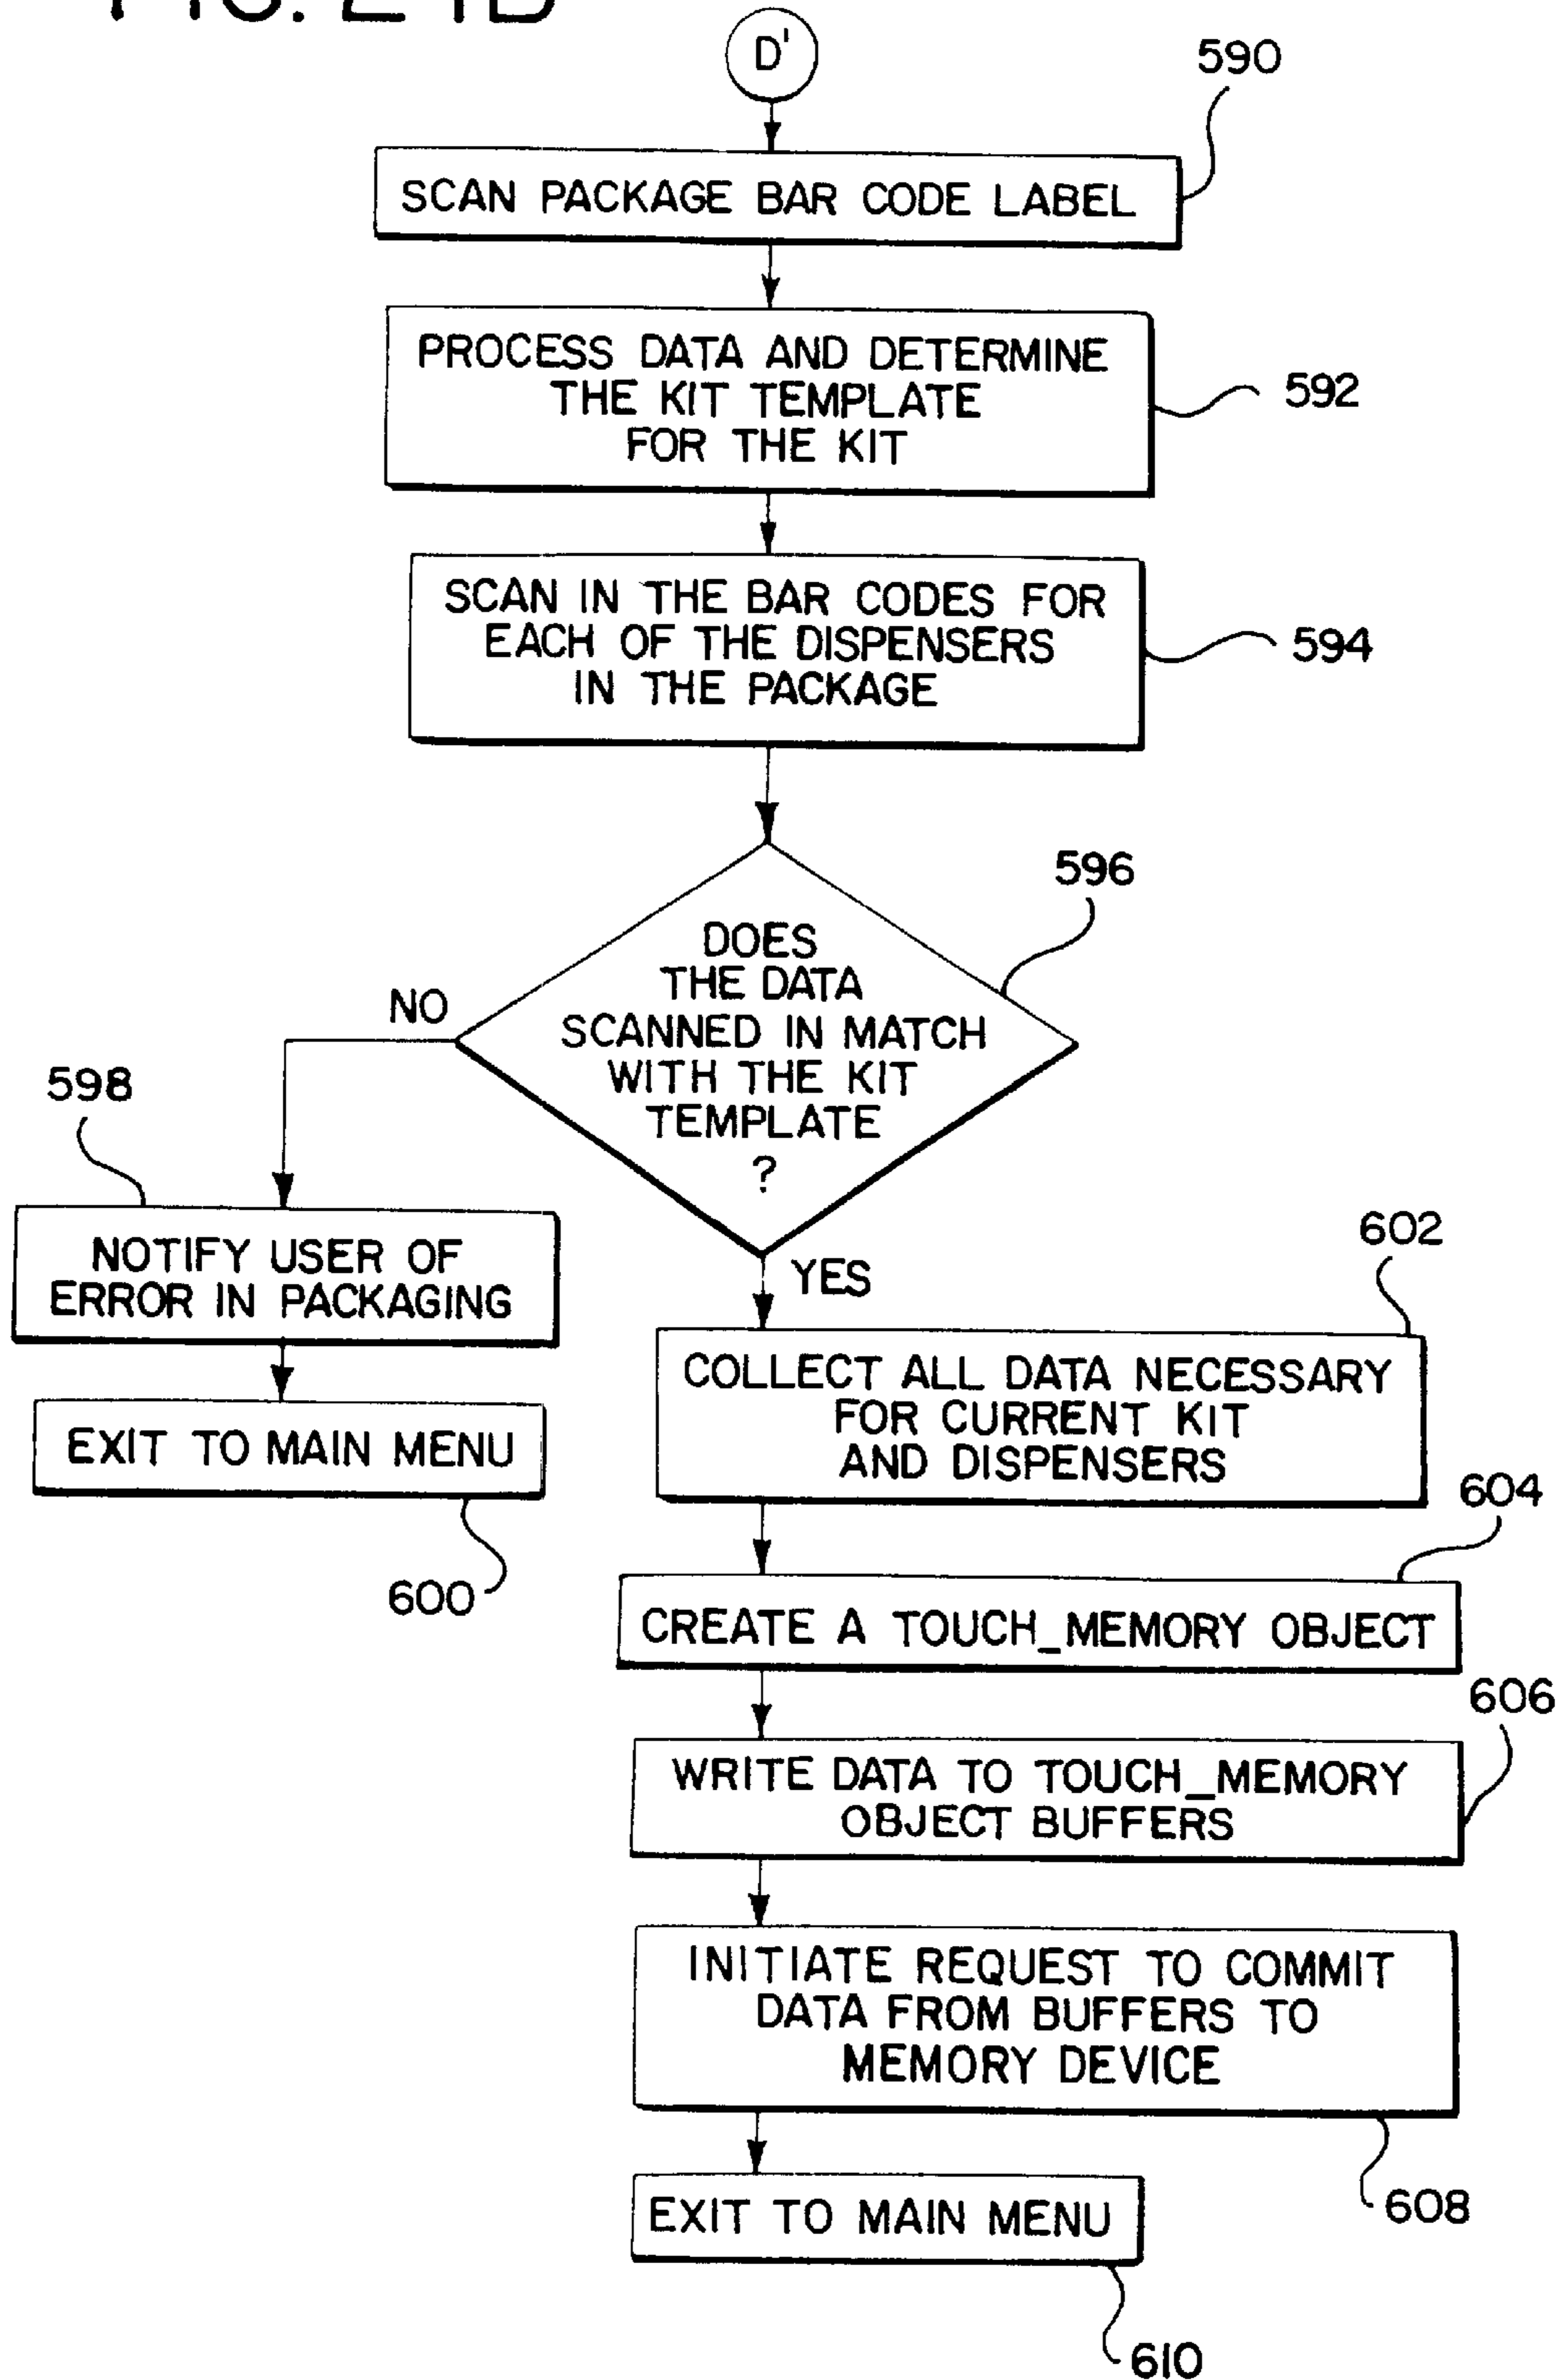 FIG. 24D
D'
590
SCAN PACKAGE BAR CODE LABEL
PROCESS DATA AND DETERMINE
THE KIT TEMPLATE
FOR THE KIT
592
SCAN IN THE BAR CODES FOR
EACH OF THE DISPENSERS
IN THE PACKAGE
594
596
DOES
THE DATA
SCANNED IN MATCH
WITH THE KIT
TEMPLATE
?
NO
598
NOTIFY USER OF
ERROR IN PACKAGING
EXIT TO MAIN MENU
600
YES
602
COLLECT ALL DATA NECESSARY
FOR CURRENT KIT
AND DISPENSERS
604
CREATE A TOUCH_MEMORY OBJECT
606
WRITE DATA TO TOUCH_MEMORY
OBJECT BUFFERS
INITIATE REQUEST TO COMMIT
DATA FROM BUFFERS TO
MEMORY DEVICE
608
EXIT TO MAIN MENU
610